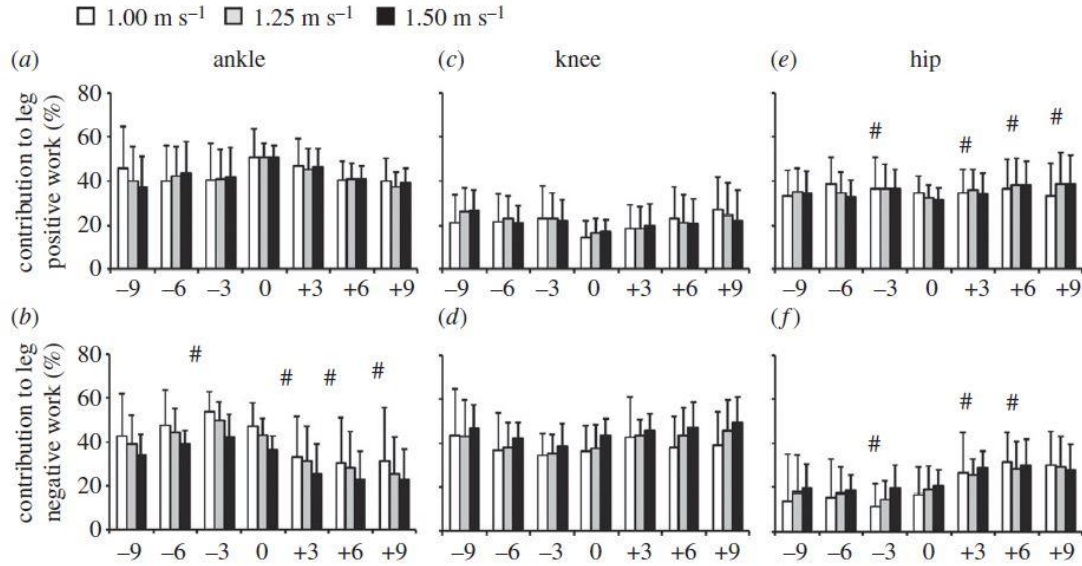 1.00 m s⁻¹ 1.25 m s⁻¹ 1.50 m s⁻¹
(a) ankle (c) knee (e) hip
contribution to leg
positive work (%)
80
60
40
20
0
# # # #
–9 –6 –3 0 +3 +6 +9 –9 –6 –3 0 +3 +6 +9 –9 –6 –3 0 +3 +6 +9
(b) (d) (f)
contribution to leg
negative work (%)
80
60
40
20
0
# # # # # # #
–9 –6 –3 0 +3 +6 +9 –9 –6 –3 0 +3 +6 +9 –9 –6 –3 0 +3 +6 +9